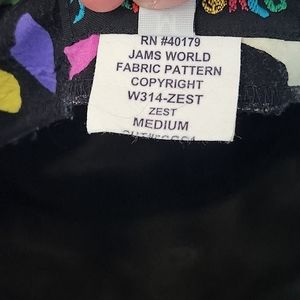 RN #40179
JAMS WORLD
FABRIC PATTERN
COPYRIGHT
W314-ZEST
ZEST
MEDIUM